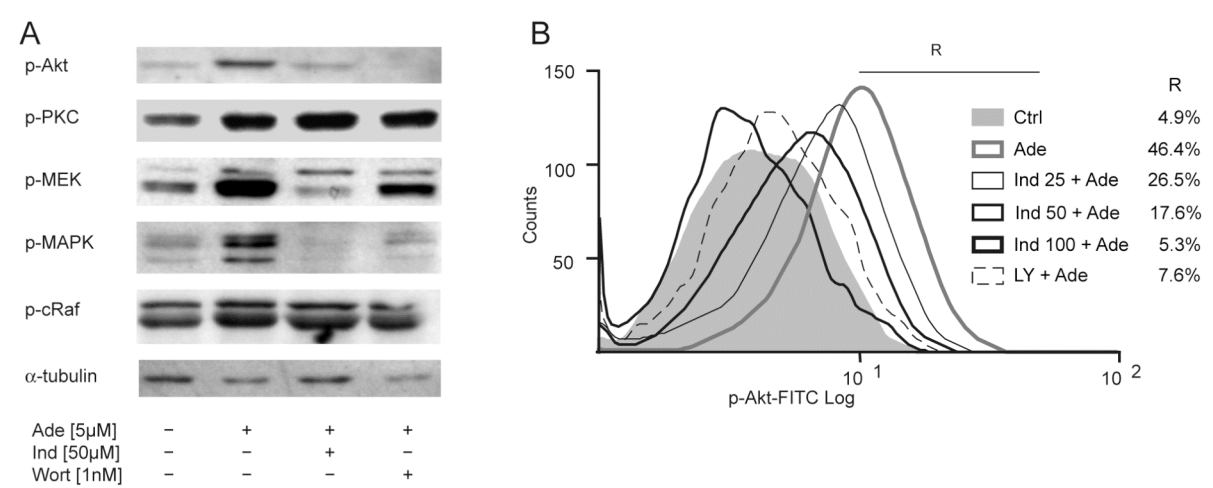 A
p-Akt
p-PKC
p-MEK
p-MAPK
p-cRaf
α-tubulin
Ade [5μM] – + + +
Ind [50μM] – – + –
Wort [1nM] – – – +
B
R
150
100
50
Counts
10 1
10 2
p-Akt-FITC Log
R
Ctrl 4.9%
Ade 46.4%
Ind 25 + Ade 26.5%
Ind 50 + Ade 17.6%
Ind 100 + Ade 5.3%
LY + Ade 7.6%